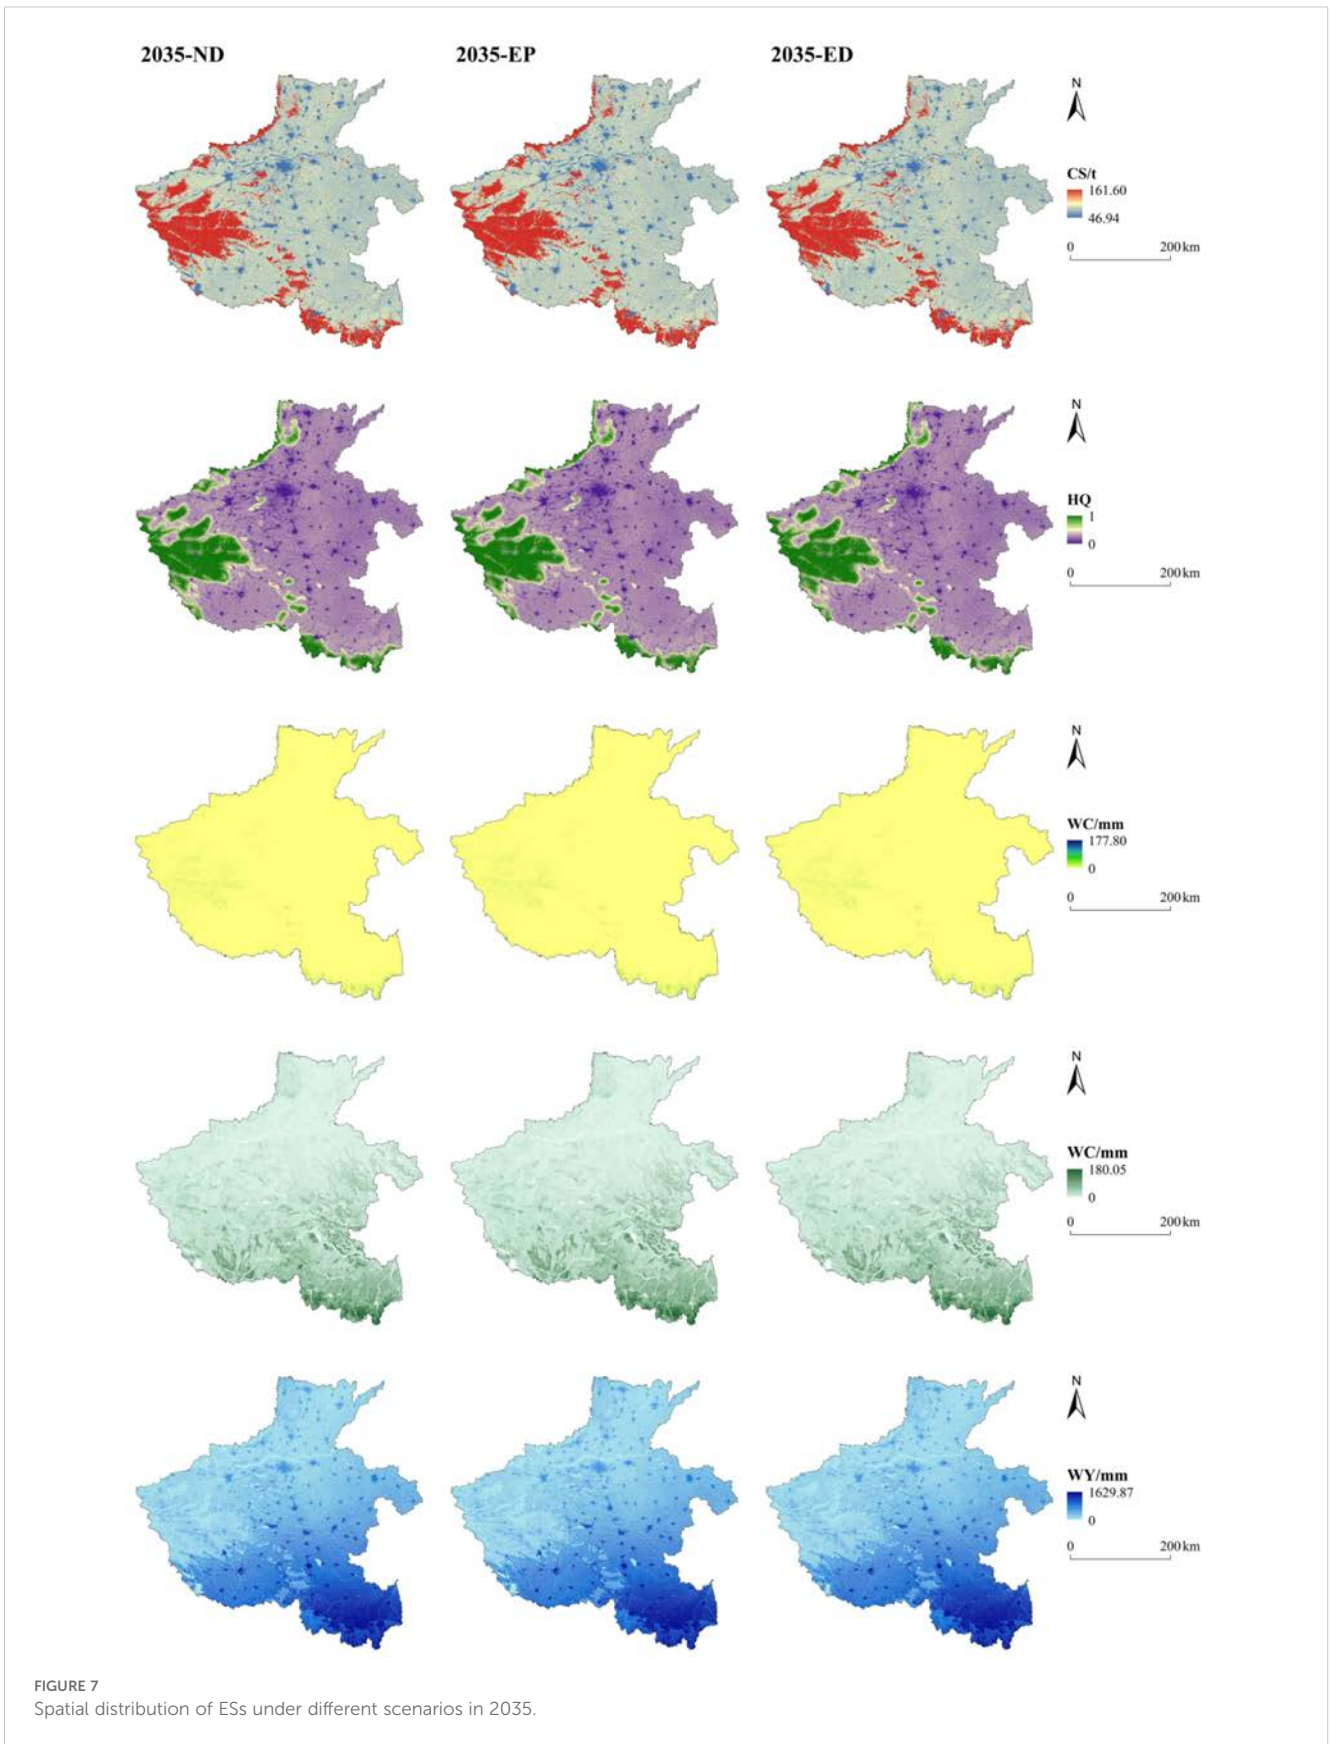 2035-ND 2035-EP 2035-ED
N
CS/t
161.60
46.94
0 200km
N
HQ
1
0
0 200km
N
WC/mm
177.80
0
0 200km
N
WC/mm
180.05
0
0 200km
N
WY/mm
1629.87
0
0 200km
FIGURE 7
Spatial distribution of ESs under different scenarios in 2035.